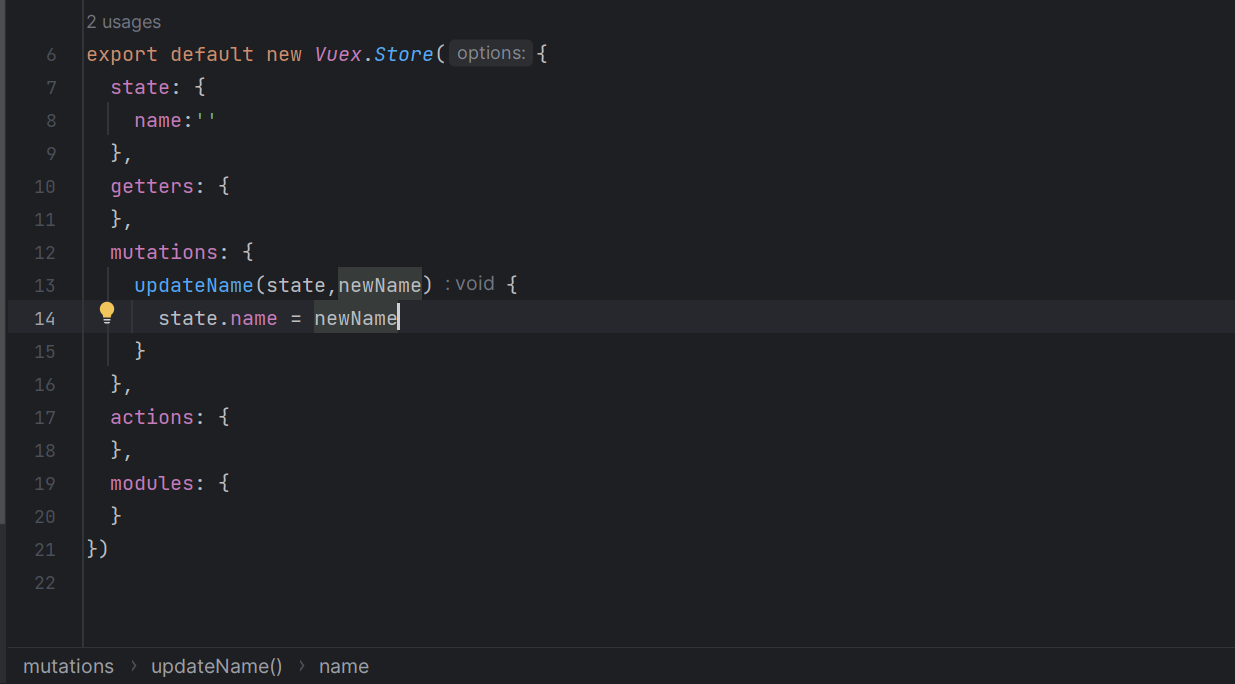 2 usages
6 export default new Vuex.Store( options: {
7 state: {
8 name:''
9 },
10 getters: {
11 },
12 mutations: {
13 updateName(state,newName) : void {
14 state.name = newName
15 }
16 },
17 actions: {
18 },
19 modules: {
20 }
21 })
22
mutations › updateName() › name